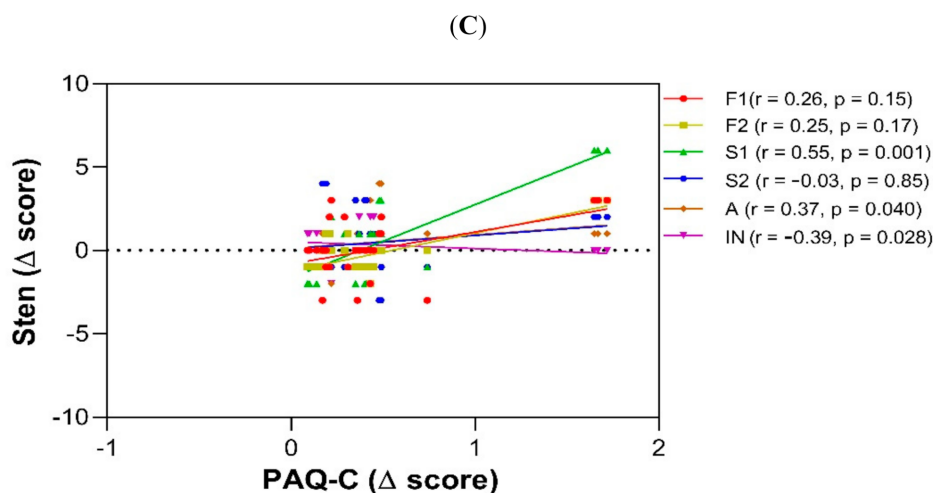 (C)
10
5
0
-5
-10
Sten (Δ score)
-1
0
1
2
PAQ-C (Δ score)
F1(r = 0.26, p = 0.15)
F2 (r = 0.25, p = 0.17)
S1 (r = 0.55, p = 0.001)
S2 (r = −0.03, p = 0.85)
A (r = 0.37, p = 0.040)
IN (r = −0.39, p = 0.028)